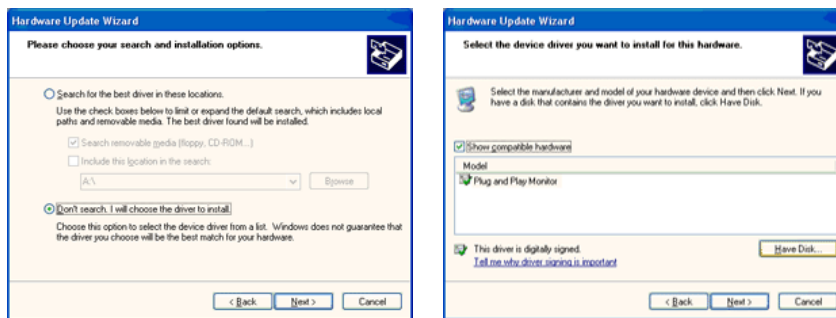 Hardware Update Wizard
Please choose your search and installation options.
Search for the best driver in these locations.
Use the check boxes below to limit or expand the default search, which includes local
paths and removable media. The best driver found will be installed.
Search removable media (floppy, CD-ROM...)
Include this location in the search:
A:\
Browse
Don't search. I will choose the driver to install.
Choose this option to select the device driver from a list. Windows does not guarantee that
the driver you choose will be the best match for your hardware.
< Back
Next >
Cancel
Hardware Update Wizard
Select the device driver you want to install for this hardware.
Select the manufacturer and model of your hardware device and then click Next. If you
have a disk that contains the driver you want to install, click Have Disk.
Show compatible hardware
Model
Plug and Play Monitor
This driver is digitally signed.
Tell me why driver signing is important
Have Disk...
< Back
Next >
Cancel